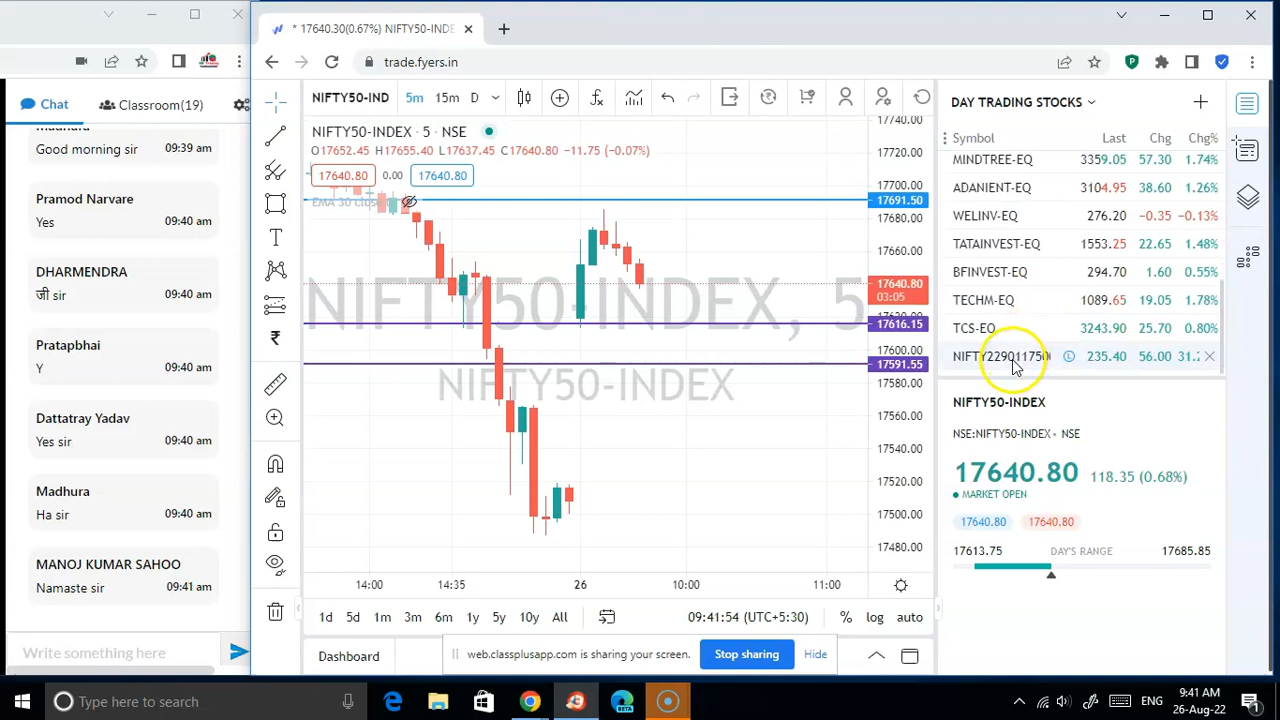 * 17640.30(0.67%) NIFTY50-INDE
trade.fyers.in
Chat
Classroom(19)
Madhura
Good morning sir 09:39 am
Pramod Narvare
Yes 09:40 am
DHARMENDRA
जी sir 09:40 am
Pratapbhai
Y 09:40 am
Dattatray Yadav
Yes sir 09:40 am
Madhura
Ha sir 09:40 am
MANOJ KUMAR SAHOO
Namaste sir 09:41 am
Write something here
NIFTY50-IND 5m 15m D
NIFTY50-INDEX · 5 · NSE
O17652.45 H17655.40 L17637.45 C17640.80 -11.75 (-0.07%)
17640.80 0.00 17640.80
EMA 30 close
NIFTY50-INDEX, 5
NIFTY50-INDEX
17740.00
17720.00
17700.00
17691.50
17680.00
17660.00
17640.80
03:05
17616.15
17600.00
17591.55
17580.00
17560.00
17540.00
17520.00
17500.00
17480.00
14:00 14:35 26 10:00 11:00
1d 5d 1m 3m 6m 1y 5y 10y All 09:41:54 (UTC+5:30) % log auto
Dashboard
web.classplusapp.com is sharing your screen. Stop sharing Hide
DAY TRADING STOCKS
Symbol Last Chg Chg%
MINDTREE-EQ 3359.05 57.30 1.74%
ADANIENT-EQ 3104.95 38.60 1.26%
WELINV-EQ 276.20 -0.35 -0.13%
TATAINVEST-EQ 1553.25 22.65 1.48%
BFINVEST-EQ 294.70 1.60 0.55%
TECHM-EQ 1089.65 19.05 1.78%
TCS-EQ 3243.90 25.70 0.80%
NIFTY229011750 235.40 56.00 31.2
NIFTY50-INDEX
NSE:NIFTY50-INDEX • NSE
17640.80 118.35 (0.68%)
MARKET OPEN
17640.80 17640.80
17613.75 DAY'S RANGE 17685.85
Type here to search
ENG
9:41 AM
26-Aug-22